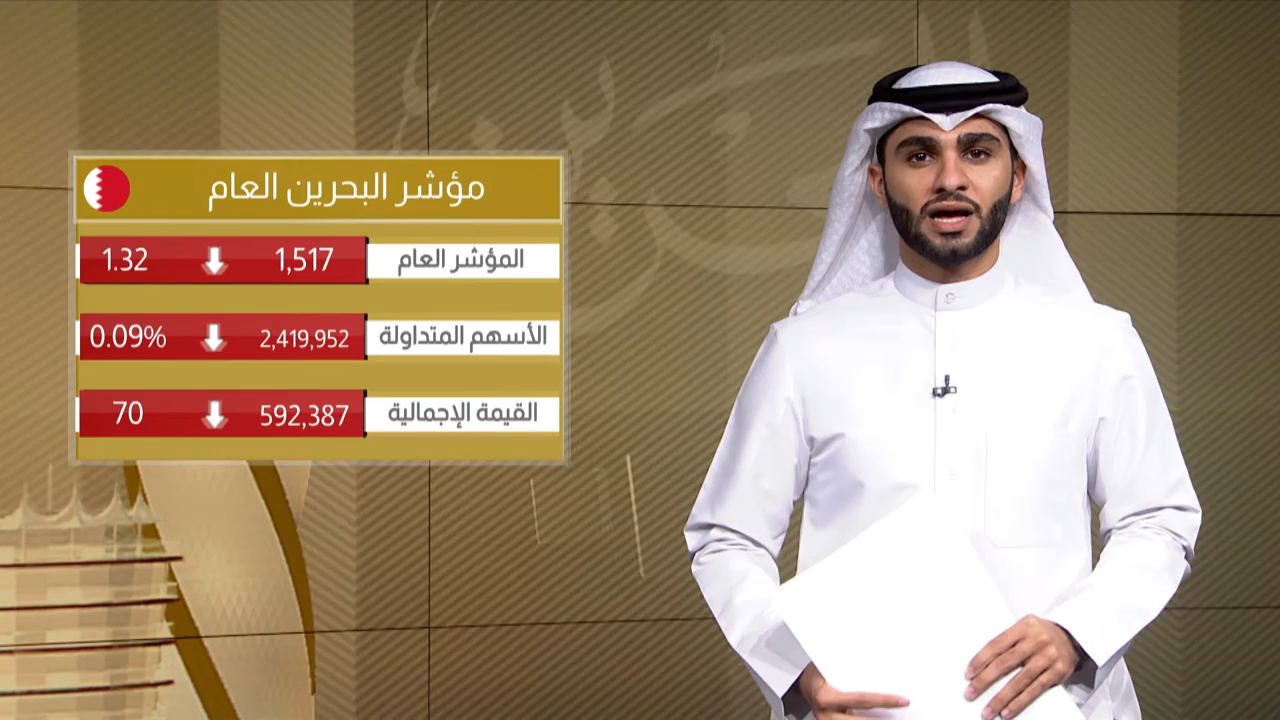 مؤشر البحرين العام
المؤشر العام 1,517 1.32
الأسهم المتداولة 2,419,952 0.09%
القيمة الإجمالية 592,387 70